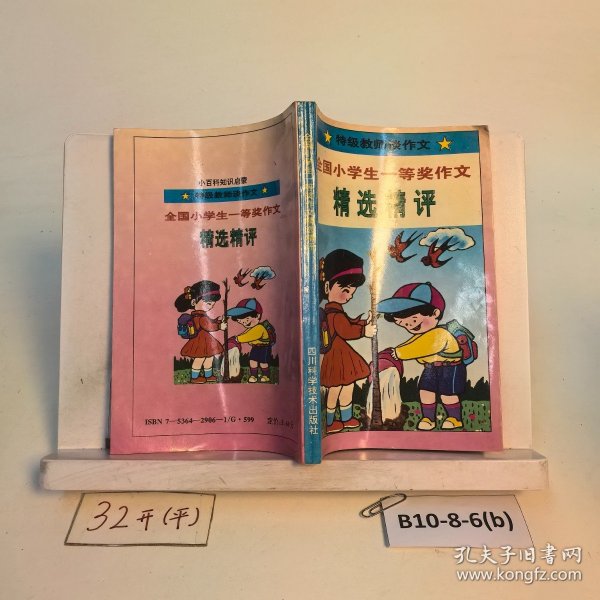 小百科知识启蒙
★ 特级教师谈作文 ★
全国小学生一等奖作文
精选精评
ISBN 7—5364—2986—1/G·599
四川科学技术出版社
★ 特级教师谈作文 ★
全国小学生一等奖作文
精选精评
32开(平)
B10-8-6(b)
孔夫子旧书网
www.kongfz.com